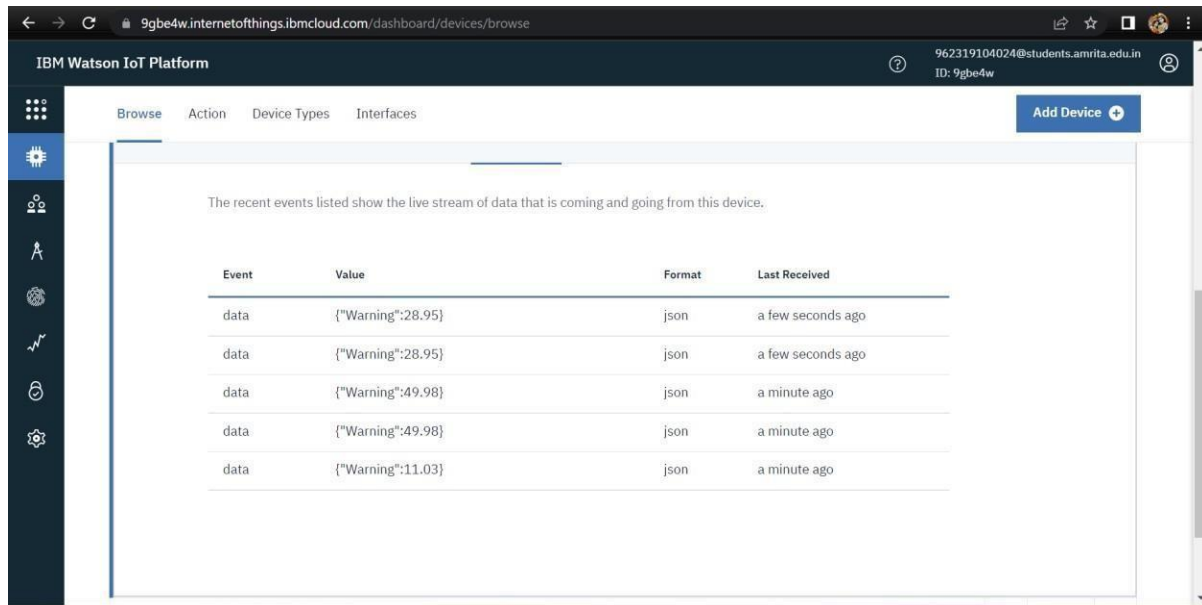 9gbe4w.internetofthings.ibmcloud.com/dashboard/devices/browse
IBM Watson IoT Platform
962319104024@students.amrita.edu.in
ID: 9gbe4w
Browse Action Device Types Interfaces Add Device
The recent events listed show the live stream of data that is coming and going from this device.
Event Value Format Last Received
data {"Warning":28.95} json a few seconds ago
data {"Warning":28.95} json a few seconds ago
data {"Warning":49.98} json a minute ago
data {"Warning":49.98} json a minute ago
data {"Warning":11.03} json a minute ago